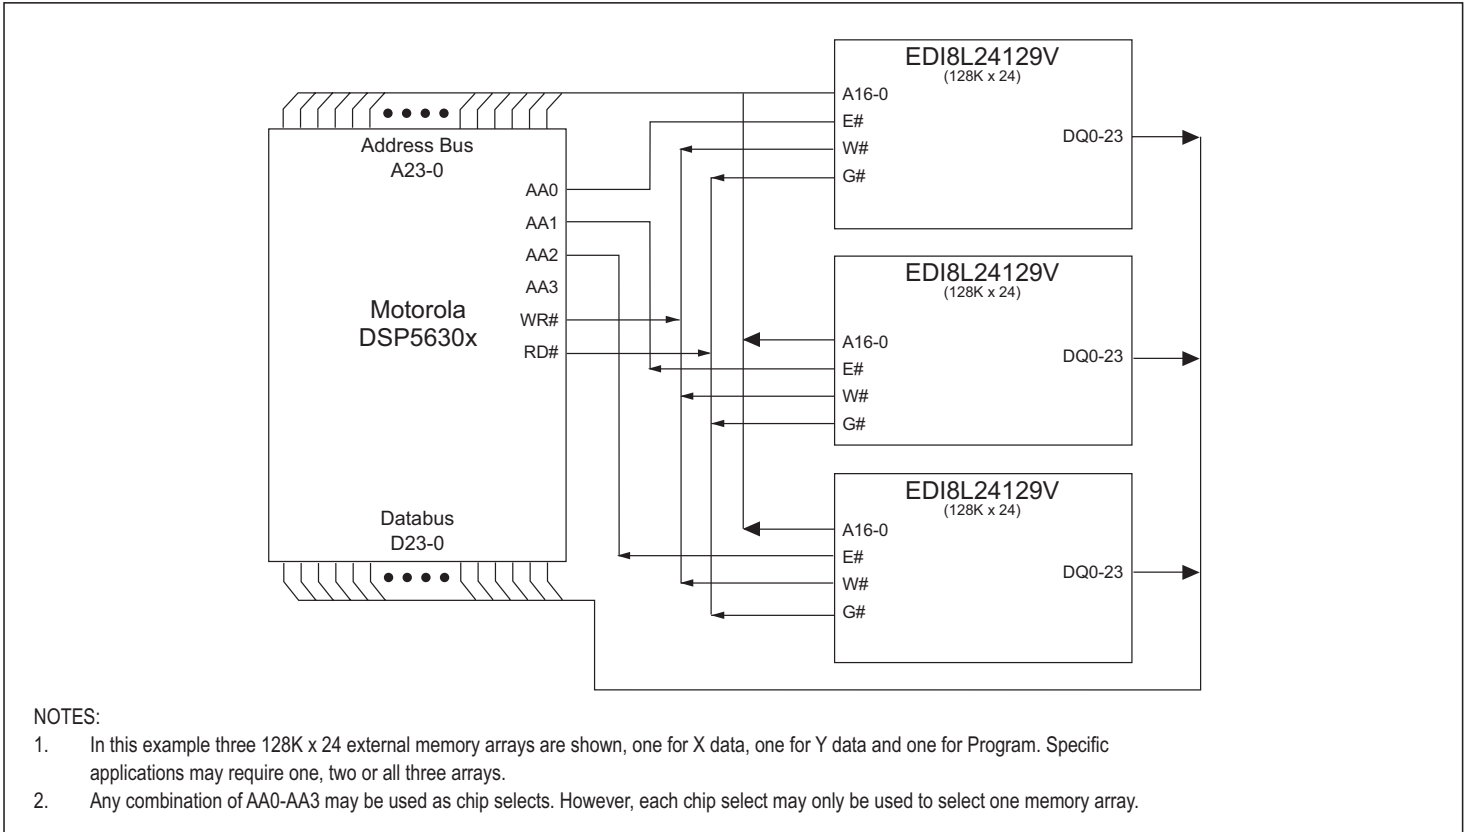 Address Bus
A23-0
AA0
AA1
AA2
AA3
WR#
RD#
Motorola
DSP5630x
Databus
D23-0
EDI8L24129V
(128K x 24)
A16-0
E#
W#
G#
DQ0-23
EDI8L24129V
(128K x 24)
A16-0
E#
W#
G#
DQ0-23
EDI8L24129V
(128K x 24)
A16-0
E#
W#
G#
DQ0-23
NOTES:
1. In this example three 128K x 24 external memory arrays are shown, one for X data, one for Y data and one for Program. Specific
applications may require one, two or all three arrays.
2. Any combination of AA0-AA3 may be used as chip selects. However, each chip select may only be used to select one memory array.